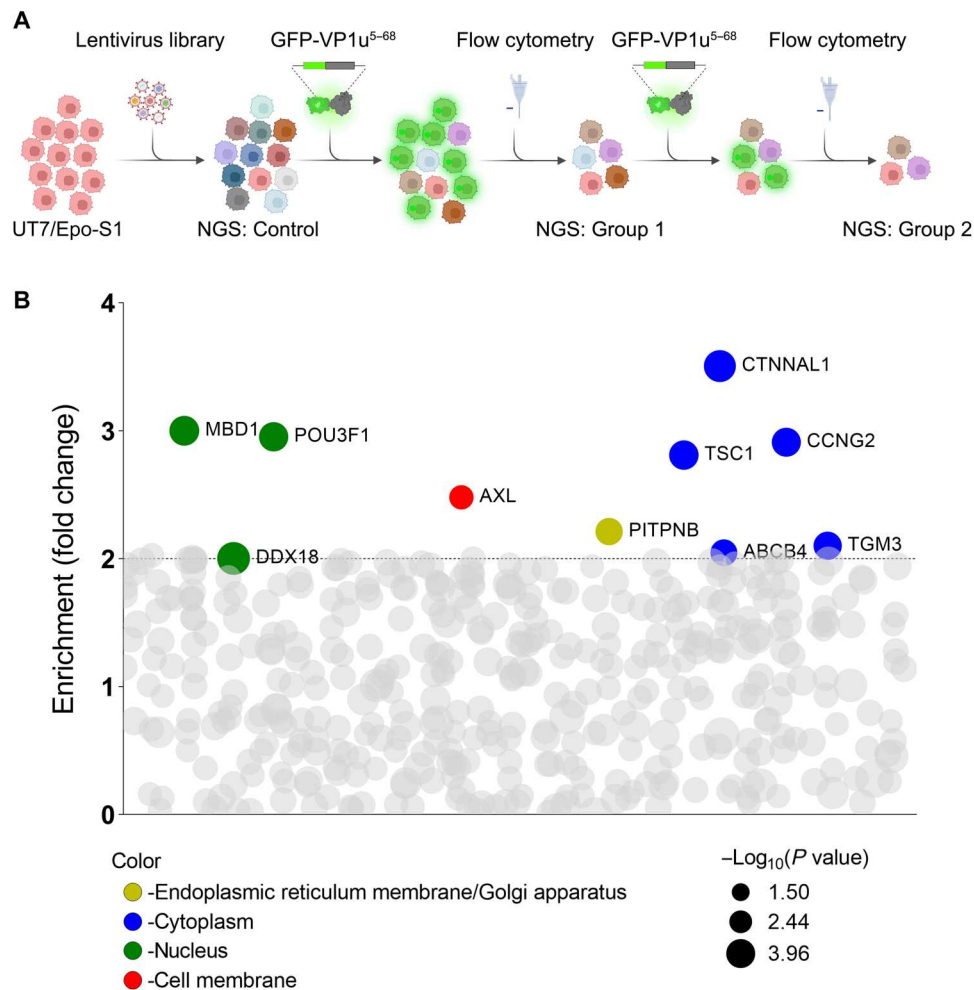 A
Lentivirus library
GFP-VP1u5–68
Flow cytometry
GFP-VP1u5–68
Flow cytometry
UT7/Epo-S1
NGS: Control
NGS: Group 1
NGS: Group 2
B
Enrichment (fold change)
4
3
2
1
0
CTNNAL1
MBD1
POU3F1
CCNG2
TSC1
AXL
PITPNB
TGM3
ABCB4
DDX18
Color
-Endoplasmic reticulum membrane/Golgi apparatus
-Cytoplasm
-Nucleus
-Cell membrane
–Log10(P value)
1.50
2.44
3.96